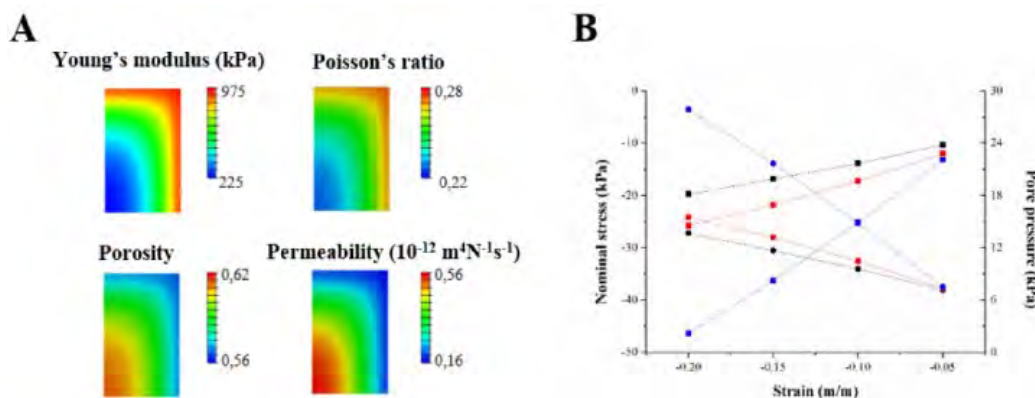 A
Young's modulus (kPa)
975
225
Poisson's ratio
0,28
0,22
Porosity
0,62
0,56
Permeability (10⁻¹² m⁴N⁻¹s⁻¹)
0,56
0,16
B
Nominal stress (kPa)
0
-10
-20
-30
-40
-50
-0.20
-0.15
-0.10
-0.05
Strain (m/m)
30
24
18
12
6
0
Pore pressure (kPa)